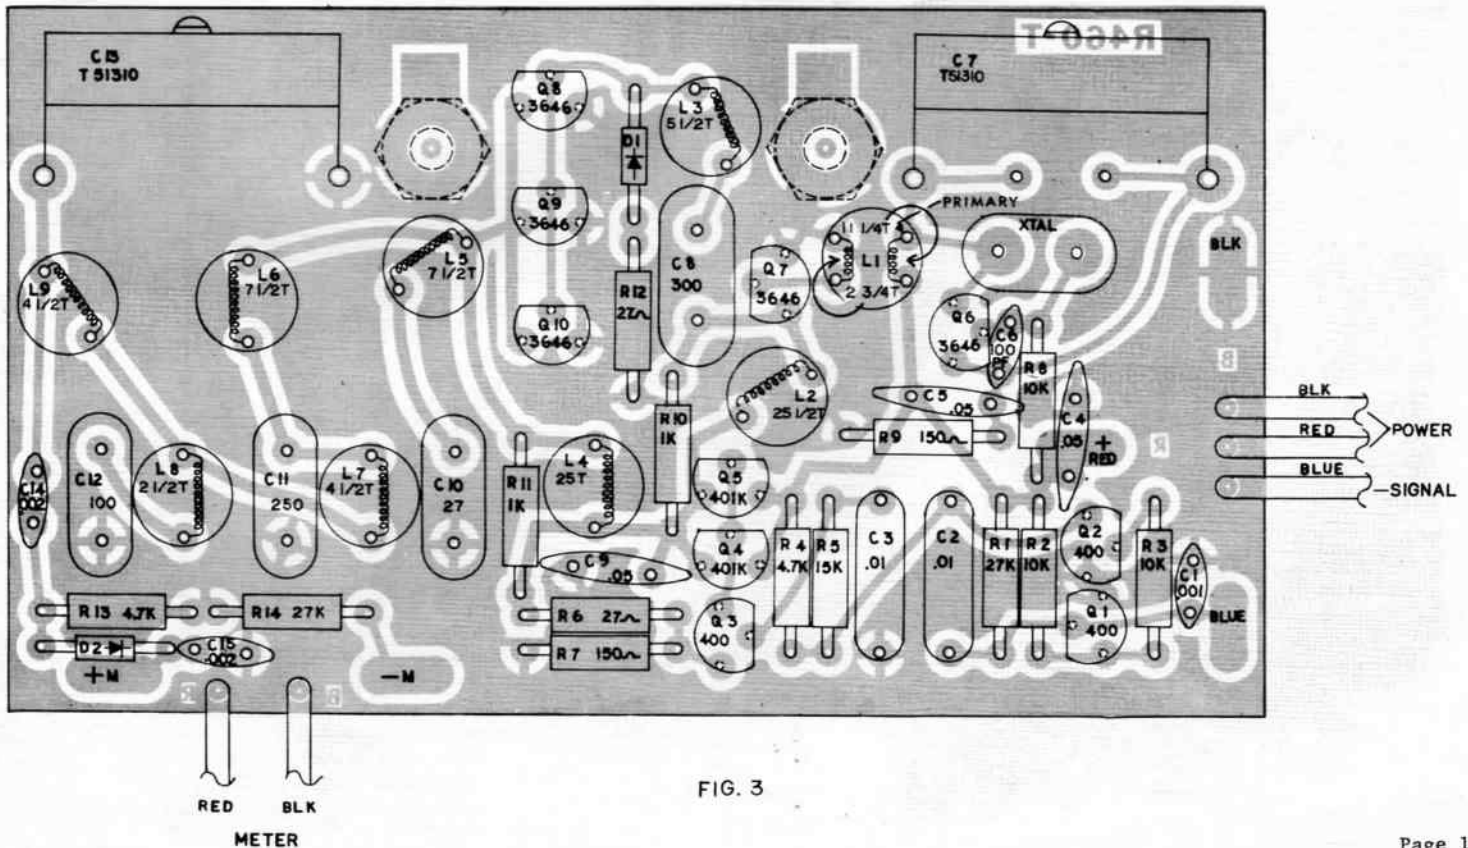 C 13
T 51310
R460-T
C 7
T51310
Q8
3646
L 3
5 1/2T
D1
Q9
3646
PRIMARY
11 1/4T
L1
2 3/4T
XTAL
BLK
L5
7 1/2T
L6
7 1/2T
L9
4 1/2T
C 8
300
Q7
3646
R12
27
Q10
3646
Q6
3646
C6
100
PF
R8
10K
L2
25 1/2T
C5
.05
C4
.05
R10
1K
R9 150
+
RED
BLK
RED
POWER
BLUE
SIGNAL
C12
100
L8
2 1/2T
C11
250
L7
4 1/2T
C10
27
R11
1K
L4
25T
Q5
401K
C14
.002
Q4
401K
R4
4.7K
R5
15K
C3
.01
C2
.01
R1
27K
R2
10K
Q2
400
R3
10K
C1
.001
C9
.05
R13 4.7K
R14 27K
R6 27
R7 150
Q3
400
Q1
400
BLUE
D2
C15
.002
+M
-M
RED
BLK
METER
FIG. 3
Page 1